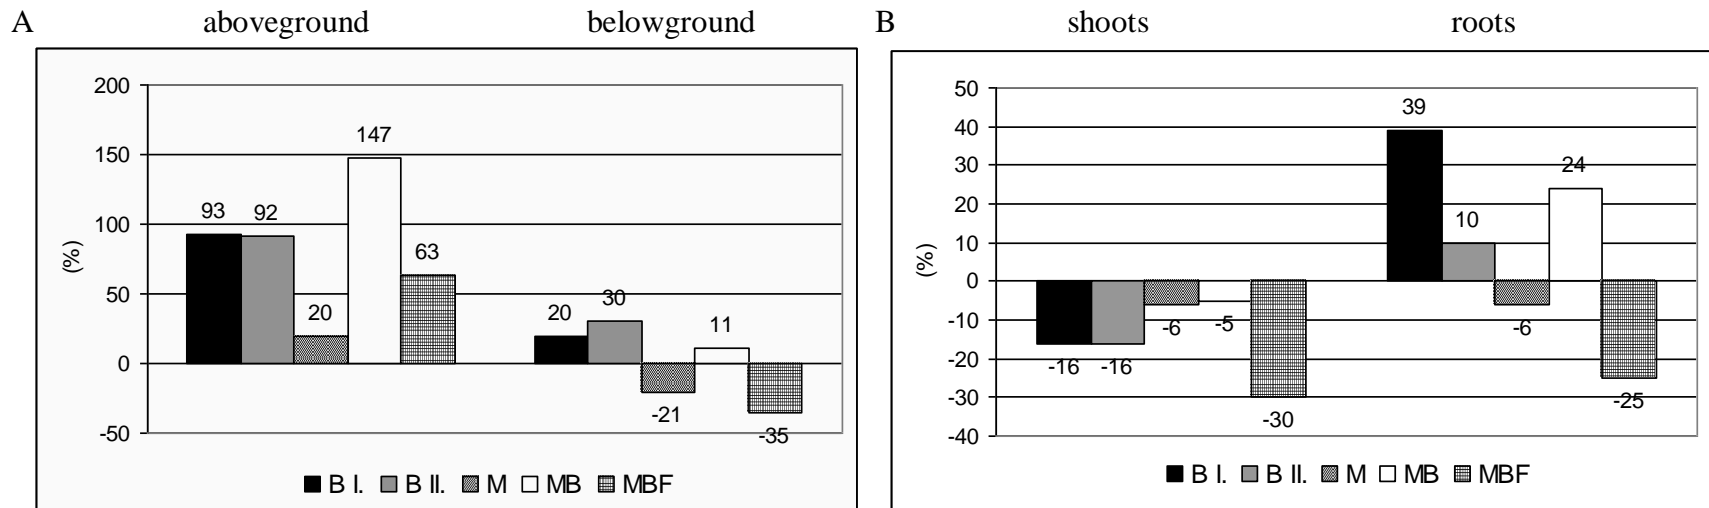 A aboveground belowground
200
150
100
50
0
-50
(%)
93 92 20 147 63
20 30 -21 11 -35
B I. B II. M MB MBF
B shoots roots
50
40
30
20
10
0
-10
-20
-30
-40
(%)
-16 -16 -6 -5 -30
39 10 -6 24 -25
B I. B II. M MB MBF